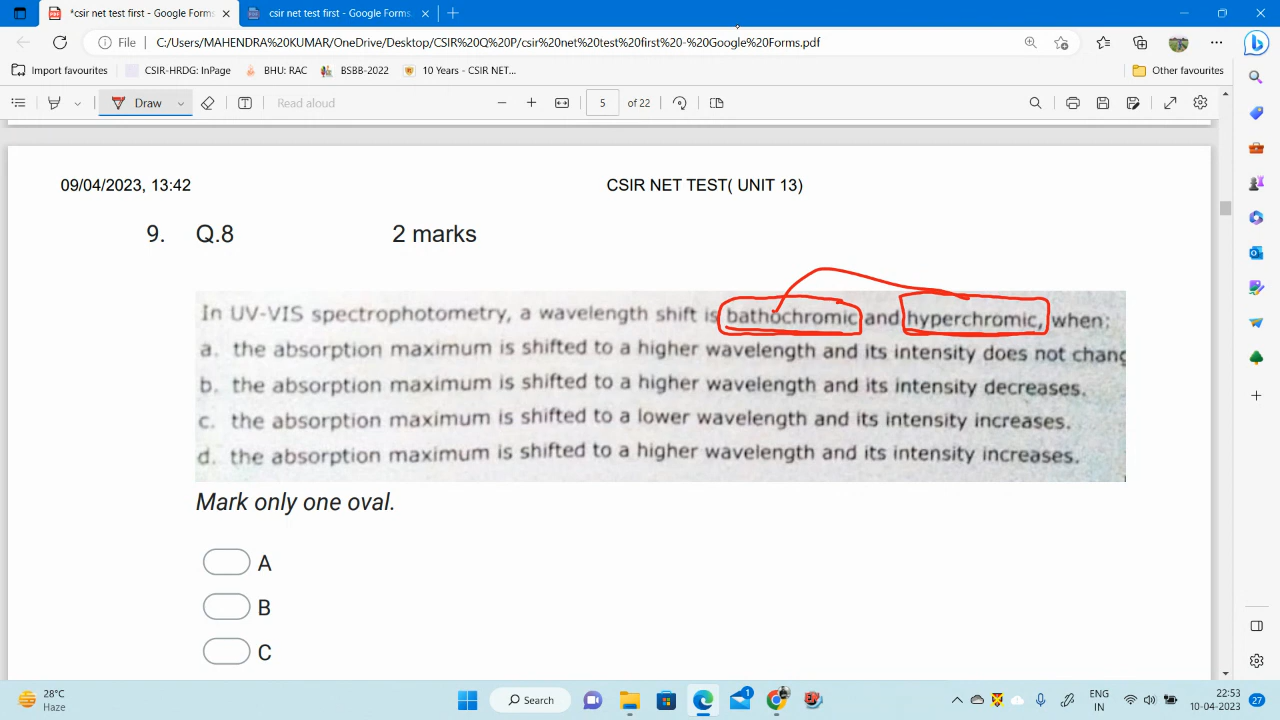 *csir net test first - Google Forms
csir net test first - Google Forms.
File
C:/Users/MAHENDRA%20KUMAR/OneDrive/Desktop/CSIR%20Q%20P/csir%20net%20test%20first%20-%20Google%20Forms.pdf
Import favourites
CSIR-HRDG: InPage
BHU: RAC
BSBB-2022
10 Years - CSIR NET...
Other favourites
Draw
Read aloud
5
of 22
09/04/2023, 13:42
CSIR NET TEST( UNIT 13)
9. Q.8 2 marks
In UV-VIS spectrophotometry, a wavelength shift is bathochromic and hyperchromic, when:
a. the absorption maximum is shifted to a higher wavelength and its intensity does not chang
b. the absorption maximum is shifted to a higher wavelength and its intensity decreases.
c. the absorption maximum is shifted to a lower wavelength and its intensity increases.
d. the absorption maximum is shifted to a higher wavelength and its intensity increases.
Mark only one oval.
A
B
C
28°C
Haze
Search
1
ENG
IN
22:53
10-04-2023
27